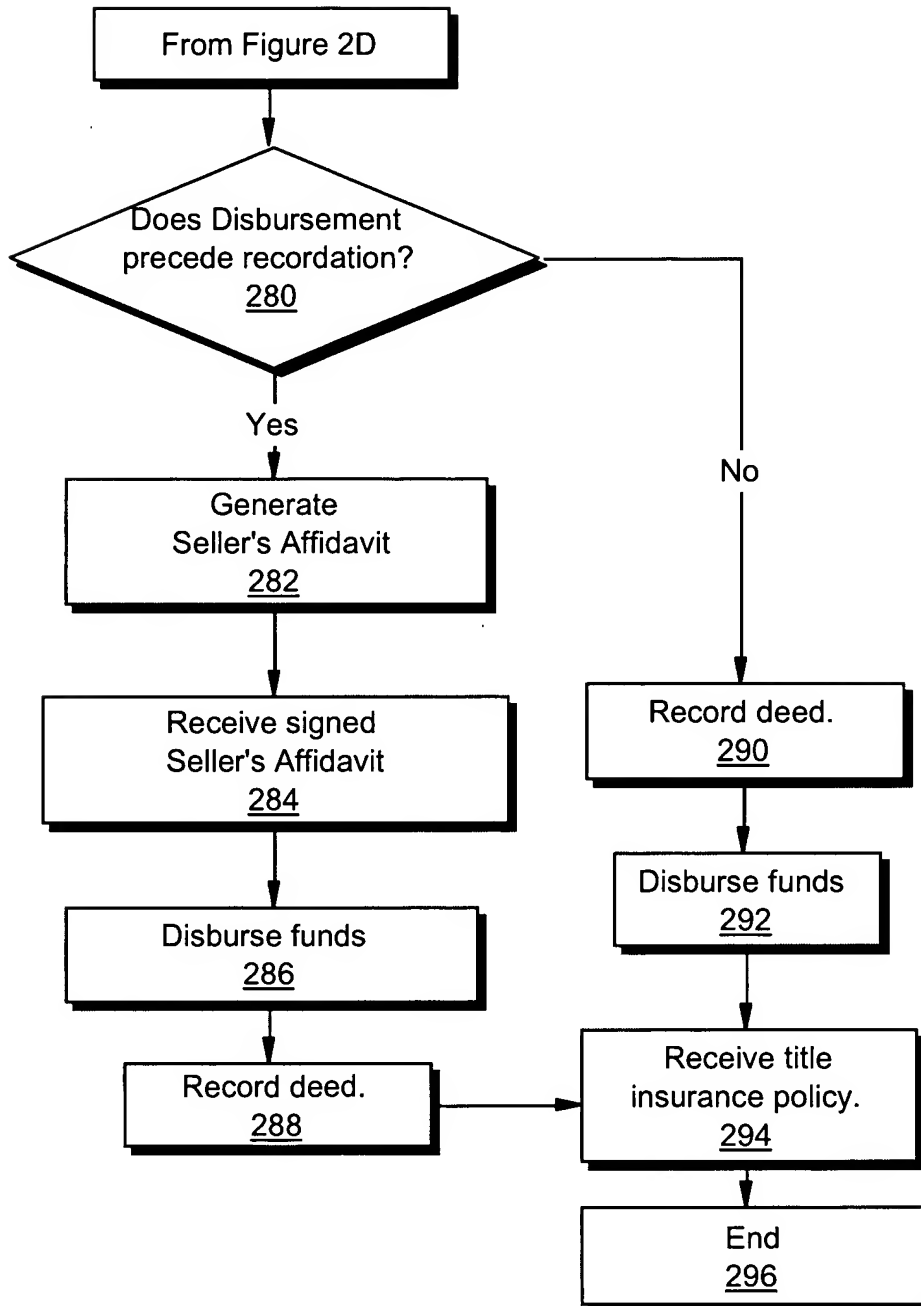 From Figure 2D
Does Disbursement
precede recordation?
280
Yes
No
Generate
Seller's Affidavit
282
Receive signed
Seller's Affidavit
284
Disburse funds
286
Record deed.
288
Record deed.
290
Disburse funds
292
Receive title
insurance policy.
294
End
296